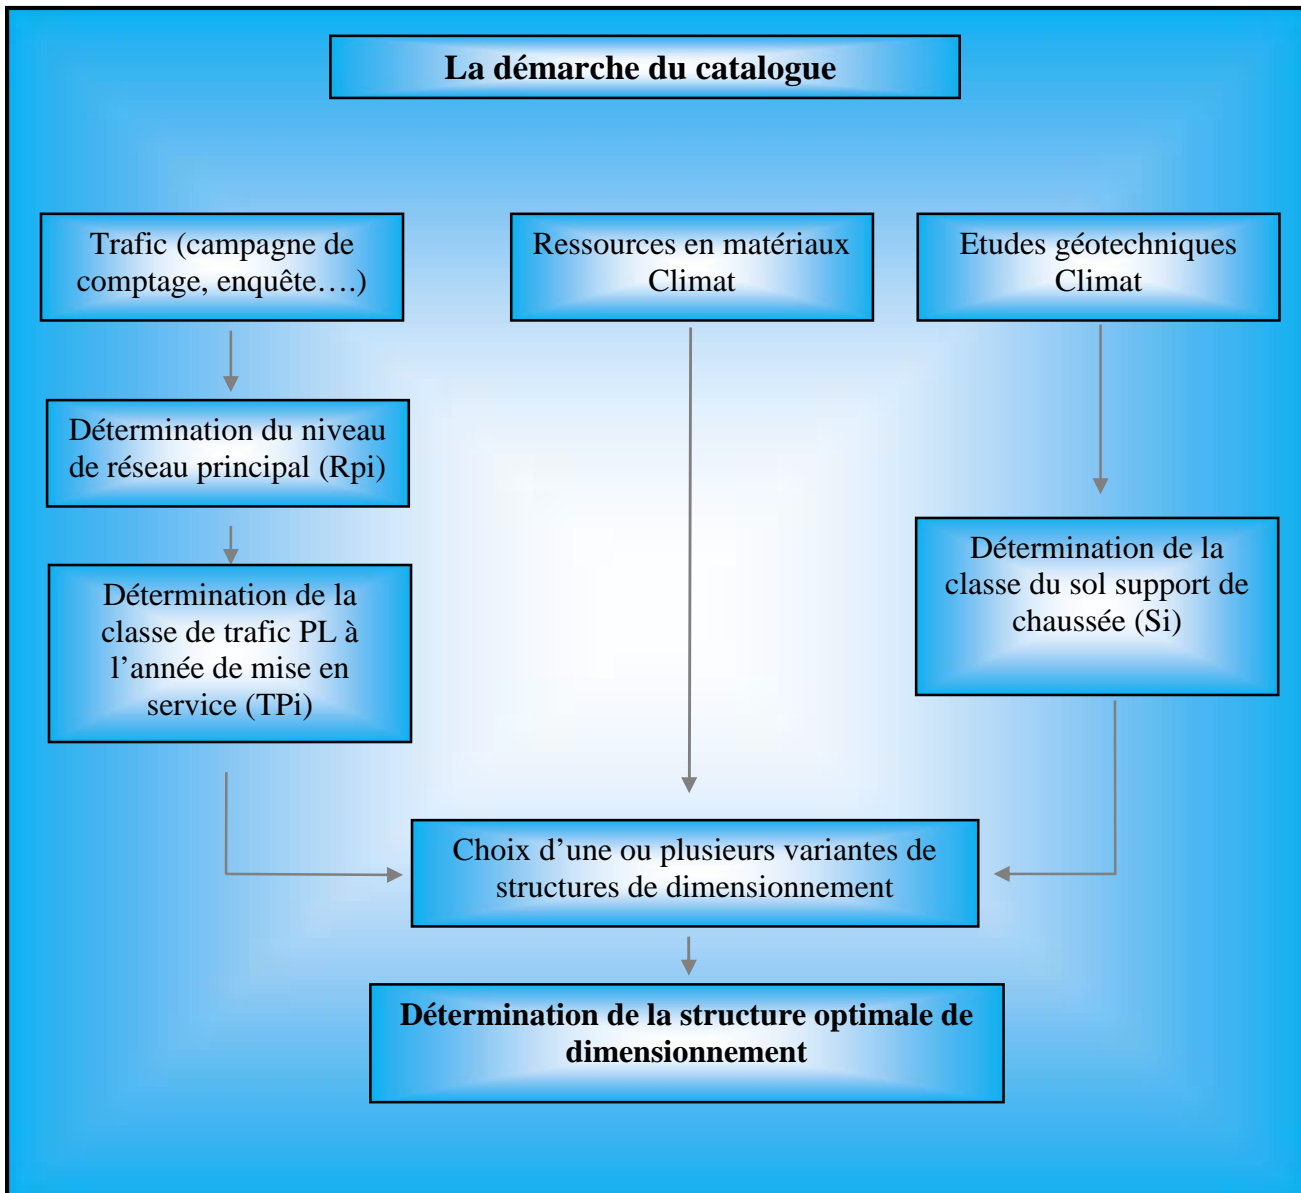 La démarche du catalogue
Trafic (campagne de
comptage, enquête….)
Ressources en matériaux
Climat
Etudes géotechniques
Climat
Détermination du niveau
de réseau principal (Rpi)
Détermination de la
classe du sol support de
chaussée (Si)
Détermination de la
classe de trafic PL à
l’année de mise en
service (TPi)
Choix d’une ou plusieurs variantes de
structures de dimensionnement
Détermination de la structure optimale de
dimensionnement